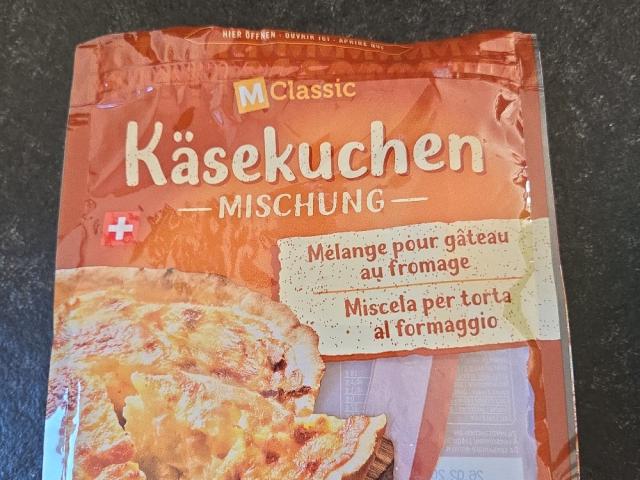 HIER ÖFFNEN · OUVRIR ICI · APRIRE QUI
M Classic
Käsekuchen
MISCHUNG
Mélange pour gâteau
au fromage
Miscela per torta
al formaggio